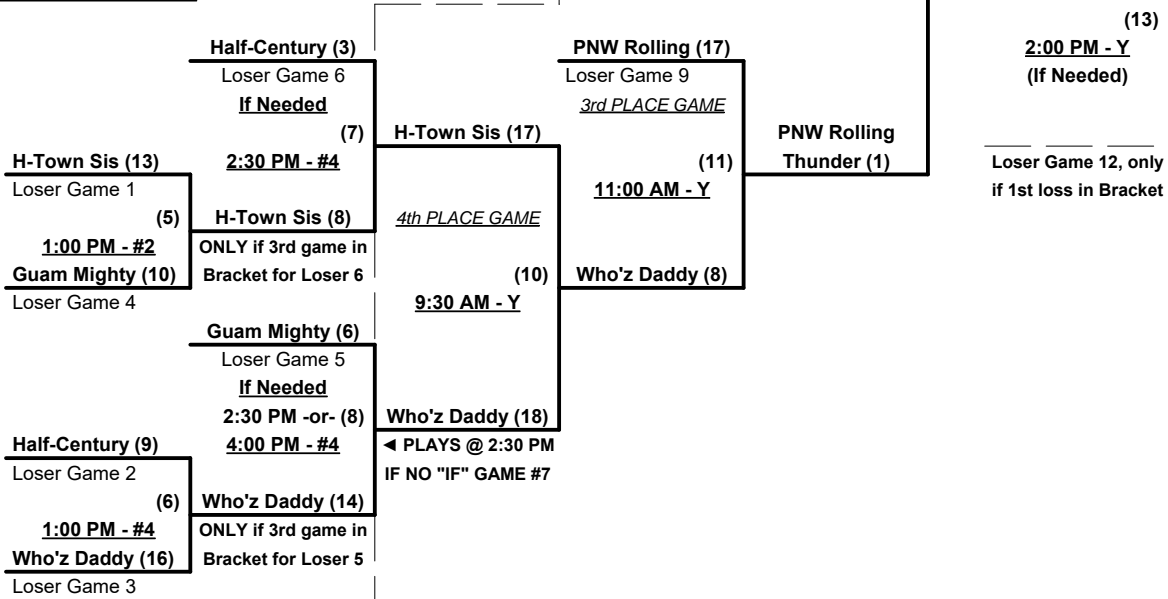 (13)
2:00 PM - Y
(If Needed)
Loser Game 12, only
if 1st loss in Bracket
Half-Century (3)
Loser Game 6
If Needed
(7)
2:30 PM - #4
H-Town Sis (13)
Loser Game 1
(5)
1:00 PM - #2
Guam Mighty (10)
Loser Game 4
H-Town Sis (8)
ONLY if 3rd game in
Bracket for Loser 6
H-Town Sis (17)
4th PLACE GAME
(10)
9:30 AM - Y
PNW Rolling (17)
Loser Game 9
3rd PLACE GAME
(11)
11:00 AM - Y
PNW Rolling
Thunder (1)
Who'z Daddy (8)
Guam Mighty (6)
Loser Game 5
If Needed
2:30 PM -or- (8)
4:00 PM - #4
Who'z Daddy (18)
◄ PLAYS @ 2:30 PM
IF NO "IF" GAME #7
Half-Century (9)
Loser Game 2
(6)
1:00 PM - #4
Who'z Daddy (16)
Loser Game 3
Who'z Daddy (14)
ONLY if 3rd game in
Bracket for Loser 5